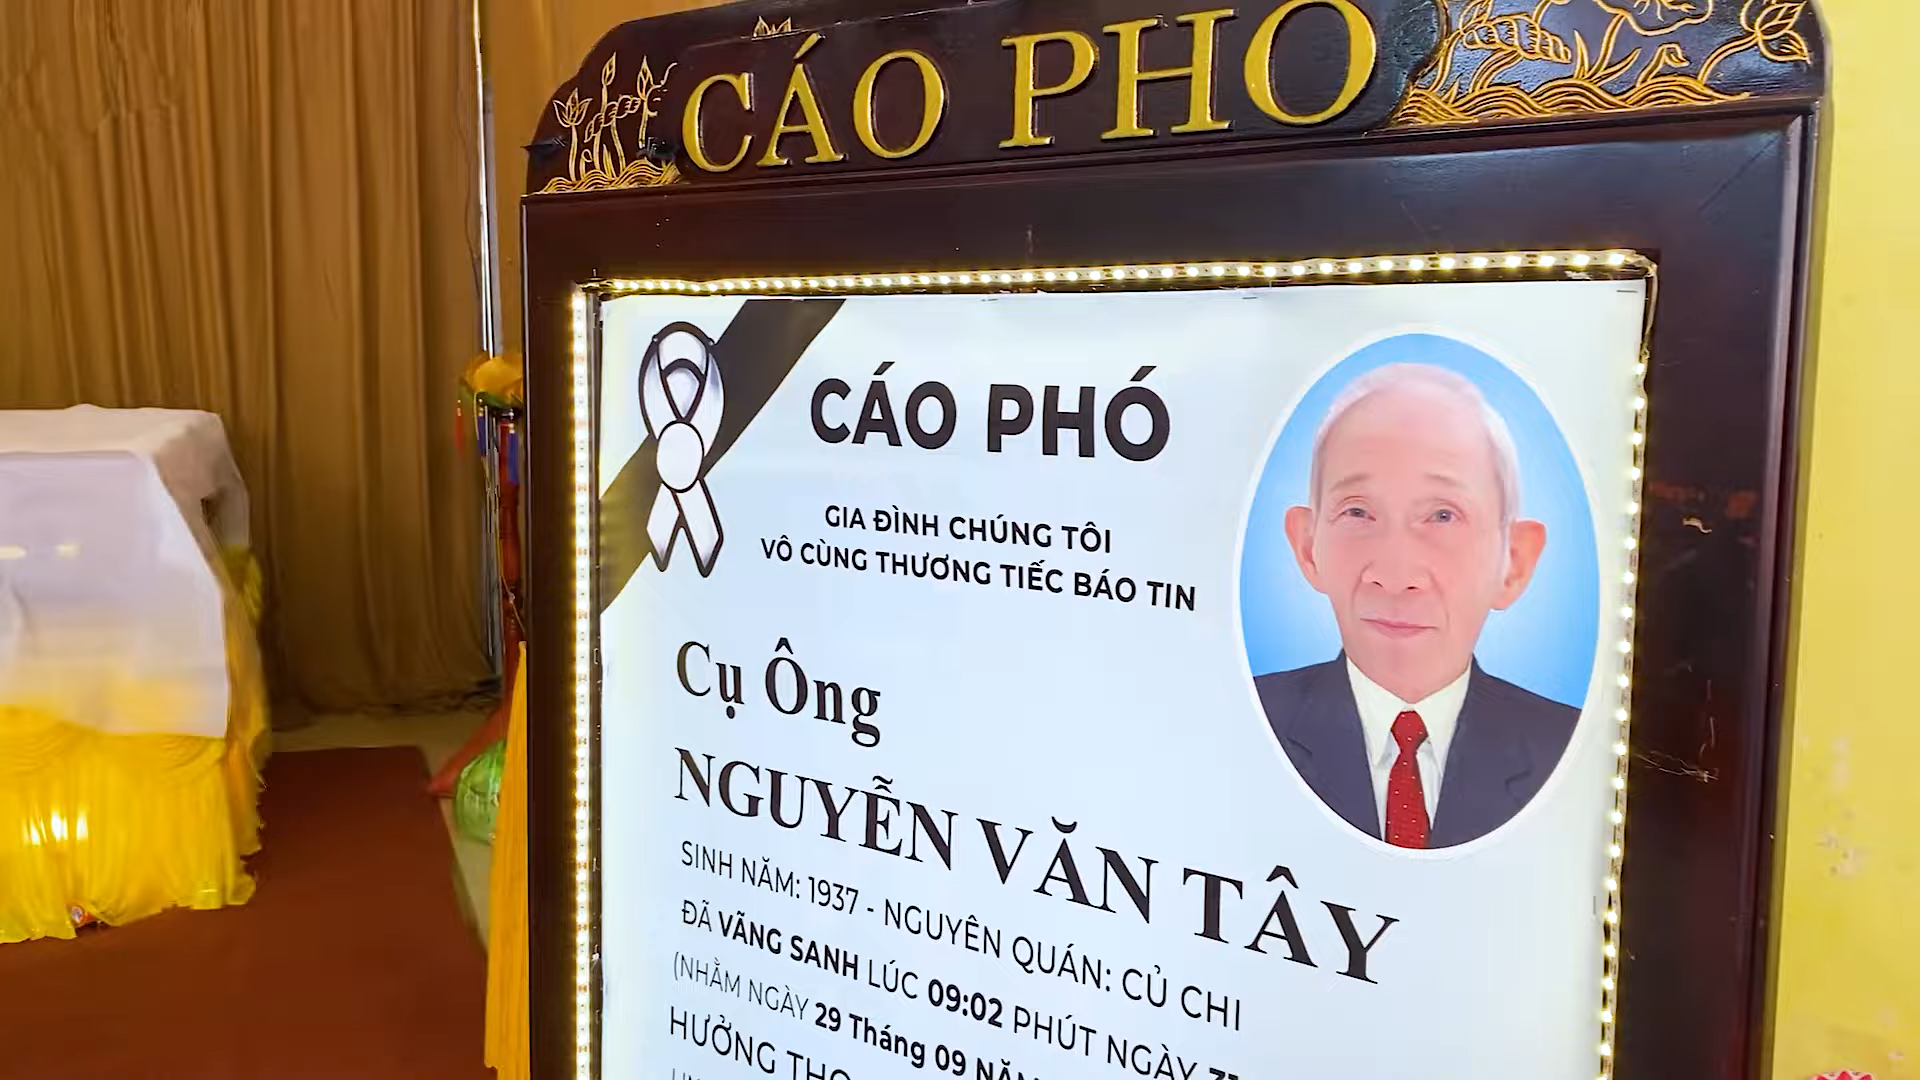 CÁO PHÓ
CÁO PHÓ
GIA ĐÌNH CHÚNG TÔI
VÔ CÙNG THƯƠNG TIẾC BÁO TIN
Cụ Ông
NGUYỄN VĂN TÂY
SINH NĂM: 1937 - NGUYÊN QUÁN: CỦ CHI
ĐÃ VÃNG SANH LÚC 09:02 PHÚT NGÀY
(NHẰM NGÀY 29 Tháng 09 NĂM
HƯỞNG